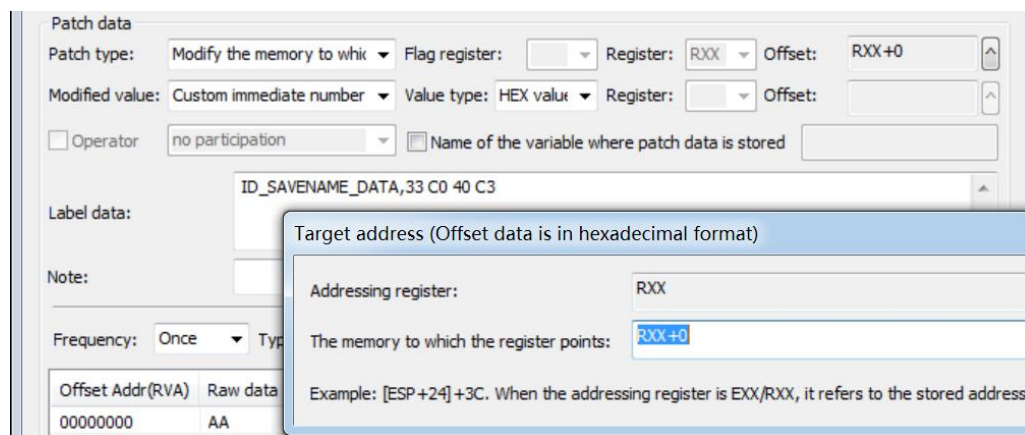 Patch data
Patch type: Modify the memory to whic Flag register: Register: RXX Offset: RXX+0
Modified value: Custom immediate number Value type: HEX value Register: Offset:
Operator no participation Name of the variable where patch data is stored
ID_SAVENAME_DATA,33 C0 40 C3
Label data:
Target address (Offset data is in hexadecimal format)
Note:
Addressing register: RXX
Frequency: Once Typ
The memory to which the register points: RXX+0
Offset Addr(RVA) Raw data
Example: [ESP+24]+3C. When the addressing register is EXX/RXX, it refers to the stored address
00000000 AA